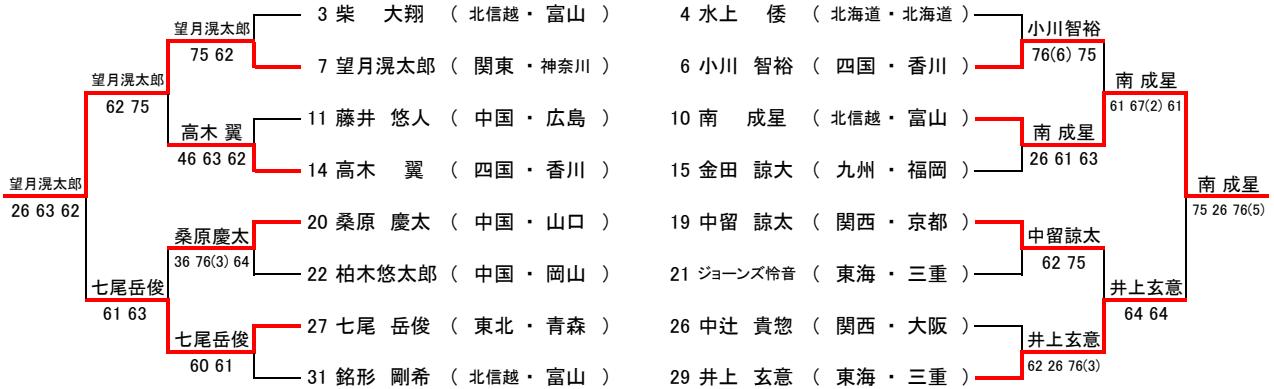 3 柴 大翔 ( 北信越 ・ 富山 ) 4 水上 倭 ( 北海道 ・ 北海道 )
望月滉太郎 小川智裕
75 62 76(6) 75
7 望月滉太郎 ( 関東 ・ 神奈川 ) 6 小川 智裕 ( 四国 ・ 香川 )
望月滉太郎 南 成星
62 75 61 67(2) 61
11 藤井 悠人 ( 中国 ・ 広島 ) 10 南 成星 ( 北信越 ・ 富山 )
高木 翼 南 成星
46 63 62 26 61 63
14 高木 翼 ( 四国 ・ 香川 ) 15 金田 諒大 ( 九州 ・ 福岡 )
望月滉太郎 南 成星
26 63 62 75 26 76(5)
20 桑原 慶太 ( 中国 ・ 山口 ) 19 中留 諒太 ( 関西 ・ 京都 )
桑原慶太 中留諒太
36 76(3) 64 62 75
22 柏木悠太郎 ( 中国 ・ 岡山 ) 21 ジョーンズ怜音 ( 東海 ・ 三重 )
七尾岳俊 井上玄意
61 63 64 64
27 七尾 岳俊 ( 東北 ・ 青森 ) 26 中辻 貴惣 ( 関西 ・ 大阪 )
七尾岳俊 井上玄意
60 61 62 26 76(3)
31 銘形 剛希 ( 北信越 ・ 富山 ) 29 井上 玄意 ( 東海 ・ 三重 )